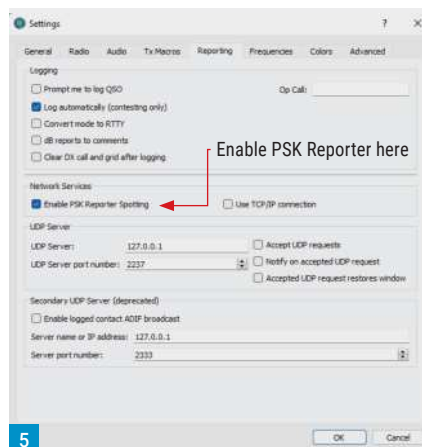 Settings ? ×
General Radio Audio Tx Macros Reporting Frequencies Colors Advanced
Logging
Prompt me to log QSO Op Call:
Log automatically (contesting only)
Convert mode to RTTY
dB reports to comments
Clear DX call and grid after logging
Enable PSK Reporter here
Network Services
Enable PSK Reporter Spotting Use TCP/IP connection
UDP Server
UDP Server: 127.0.0.1 Accept UDP requests
UDP Server port number: 2237 Notify on accepted UDP request
Accepted UDP request restores window
Secondary UDP Server (deprecated)
Enable logged contact ADIF broadcast
Server name or IP address: 127.0.0.1
Server port number: 2333
5 OK Cancel